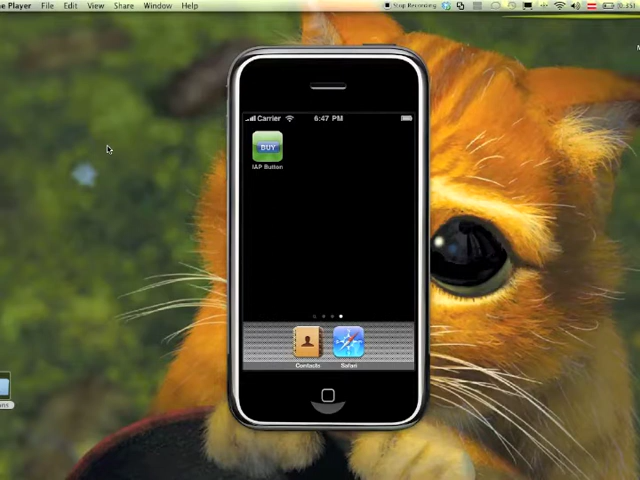 Player File Edit View Share Window Help Stop Recording
Carrier 6:47 PM
BUY
IAP Button
Contacts Safari